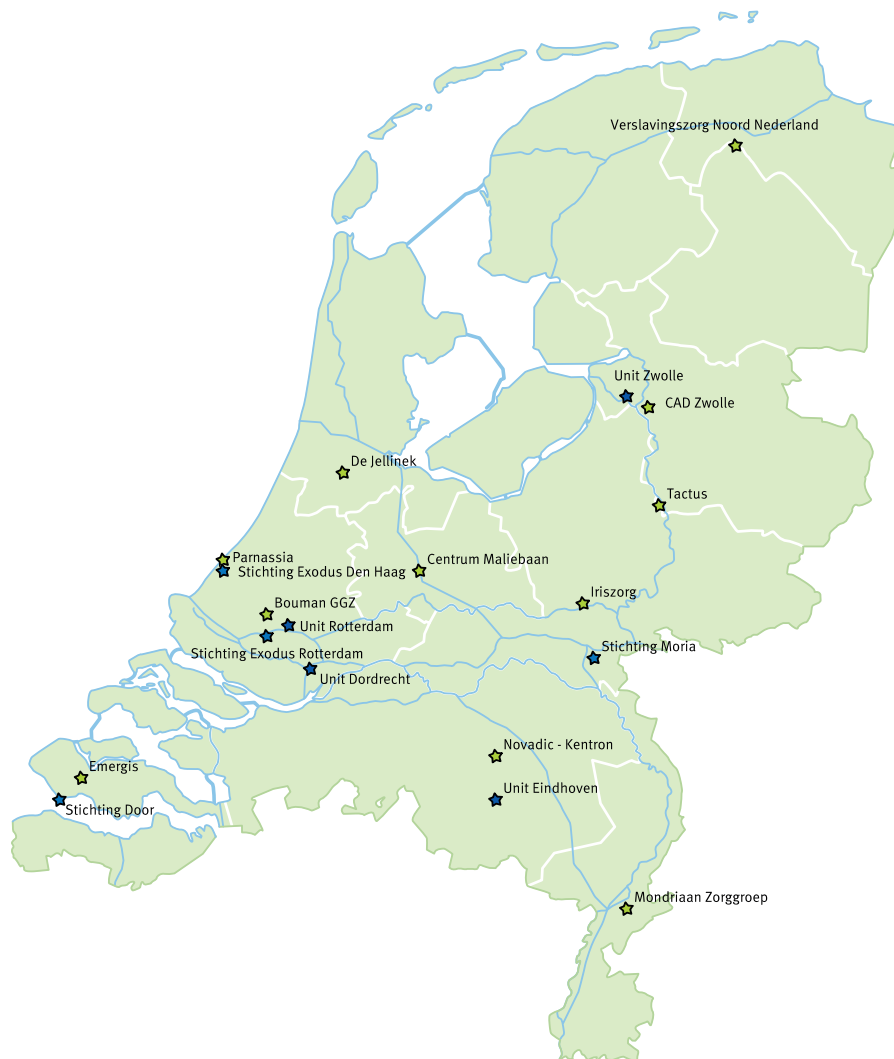 Verslavingszorg Noord Nederland
Unit Zwolle
CAD Zwolle
De Jellinek
Tactus
Parnassia
Centrum Maliebaan
Stichting Exodus Den Haag
Iriszorg
Bouman GGZ
Unit Rotterdam
Stichting Moria
Stichting Exodus Rotterdam
Unit Dordrecht
Novadic - Kentron
Emergis
Unit Eindhoven
Stichting Door
Mondriaan Zorggroep